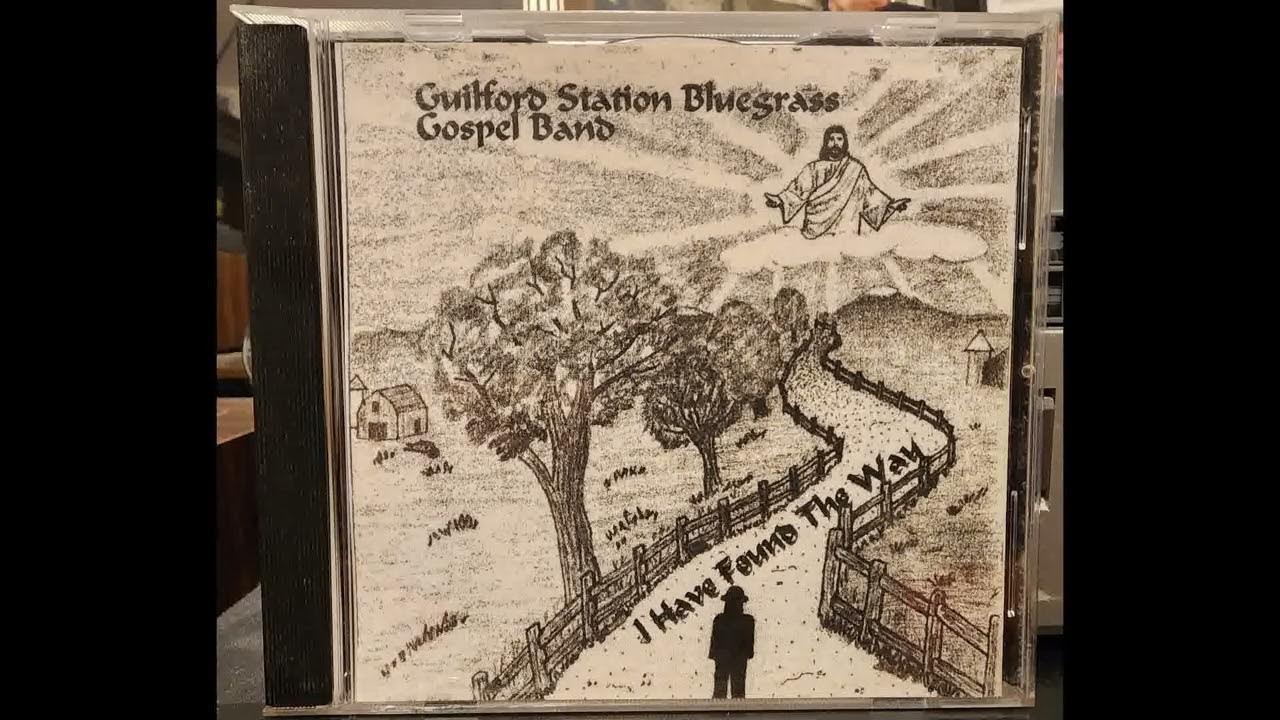 Guilford Station Bluegrass
Gospel Band
I Have Found The Way